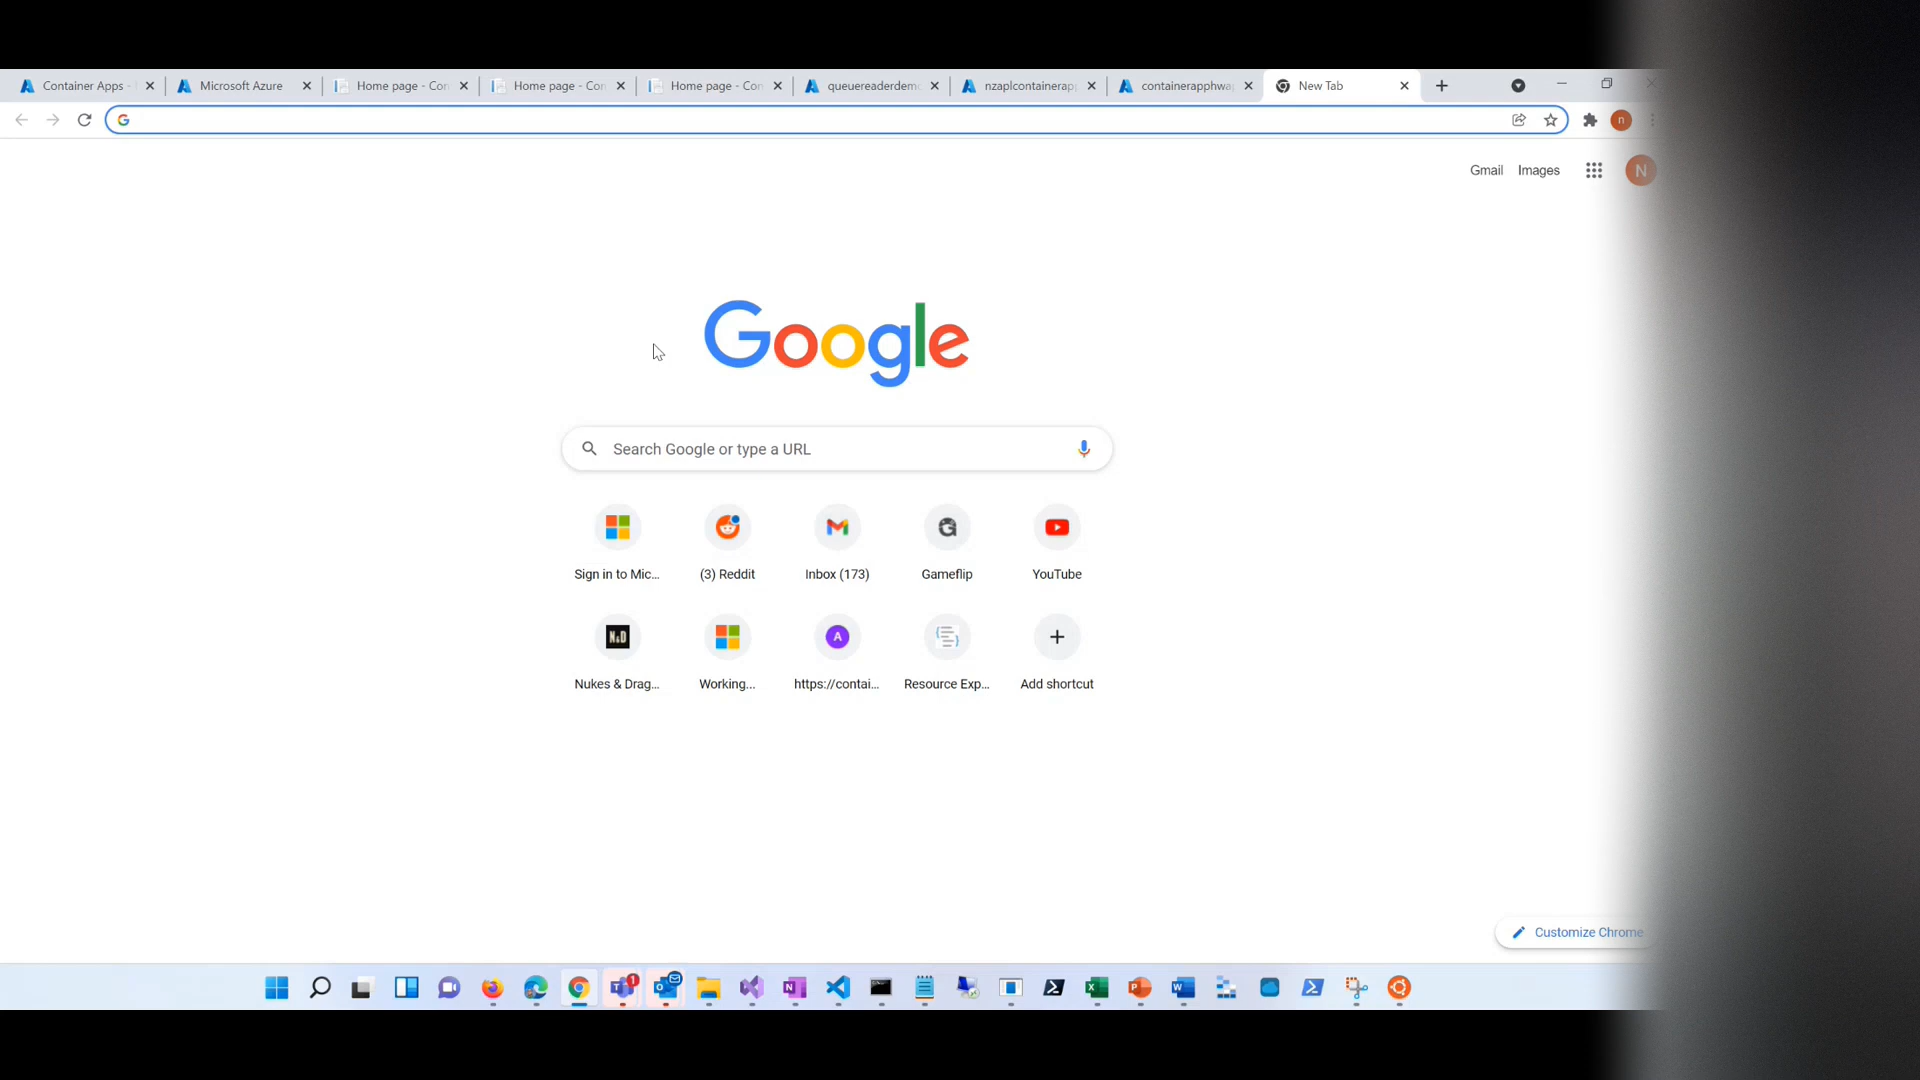 Container Apps -
Microsoft Azure
Home page - Con
Home page - Con
Home page - Con
queuereaderdem
nzaplcontainerap
containerapphwa
New Tab
n
Gmail
Images
N
Google
Search Google or type a URL
Sign in to Mic...
(3) Reddit
Inbox (173)
Gameflip
YouTube
N&D
A
Nukes & Drag...
Working...
https://contai...
Resource Exp...
Add shortcut
Customize Chrome
1